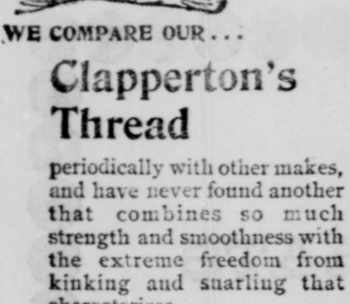 WE COMPARE OUR...
Clapperton's
Thread
periodically with other makes,
and have never found another
that combines so much
strength and smoothness with
the extreme freedom from
kinking and snarling that